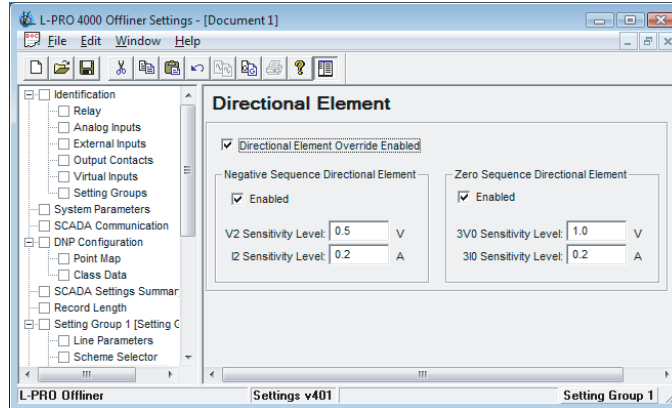 L-PRO 4000 Offliner Settings - [Document 1]
File Edit Window Help
Identification
Relay
Analog Inputs
External Inputs
Output Contacts
Virtual Inputs
Setting Groups
System Parameters
SCADA Communication
DNP Configuration
Point Map
Class Data
SCADA Settings Summar
Record Length
Setting Group 1 [Setting G
Line Parameters
Scheme Selector
Directional Element
Directional Element Override Enabled
Negative Sequence Directional Element
Enabled
V2 Sensitivity Level: 0.5 V
I2 Sensitivity Level: 0.2 A
Zero Sequence Directional Element
Enabled
3V0 Sensitivity Level: 1.0 V
3I0 Sensitivity Level: 0.2 A
L-PRO Offliner Settings v401 Setting Group 1